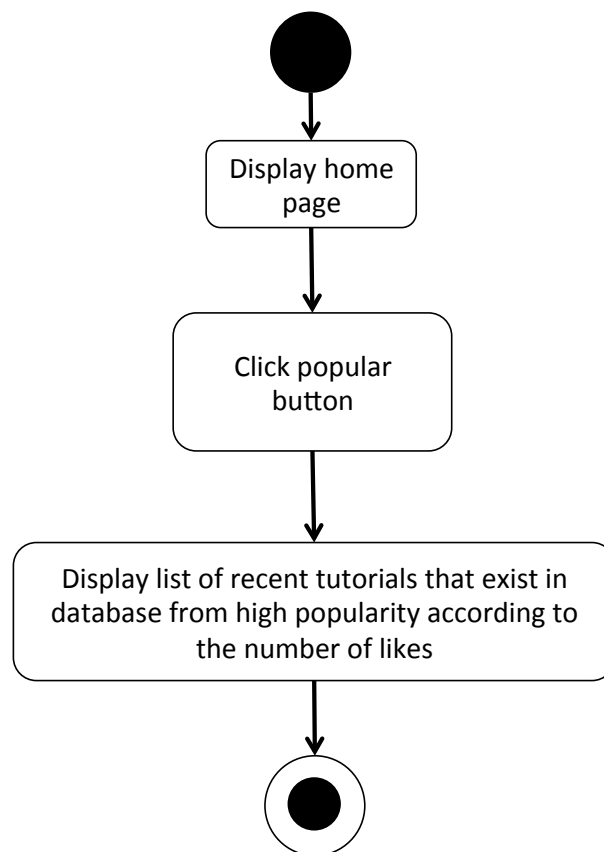 Display home
page
Click popular
button
Display list of recent tutorials that exist in
database from high popularity according to
the number of likes